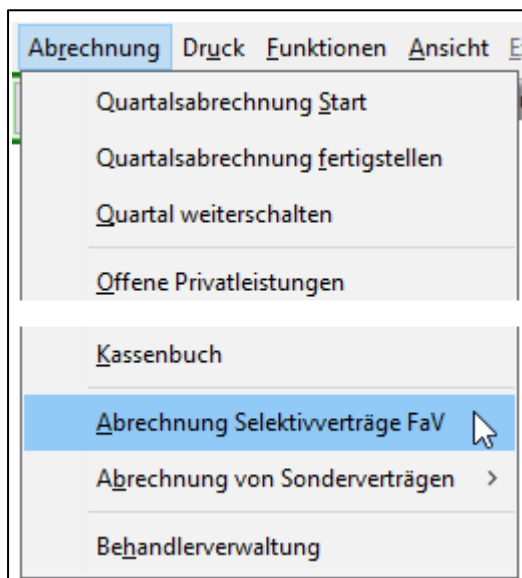 Abrechnung Druck Funktionen Ansicht
Quartalsabrechnung Start
Quartalsabrechnung fertigstellen
Quartal weiterschalten
Offene Privatleistungen
Kassenbuch
Abrechnung Selektivverträge FaV
Abrechnung von Sonderverträgen >
Behandlerverwaltung